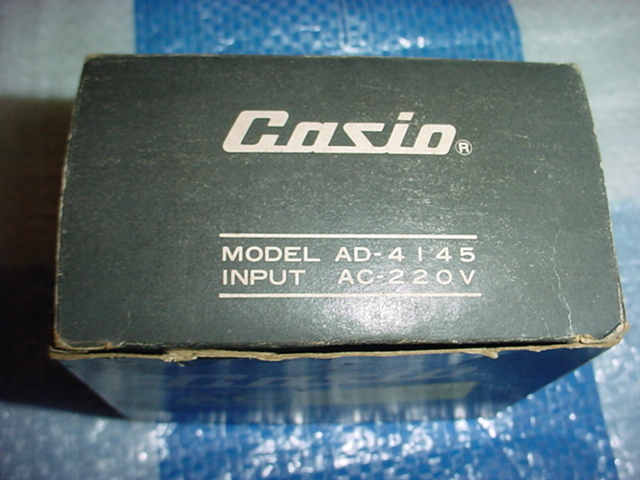 Casio®
MODEL AD-4145
INPUT AC-220V